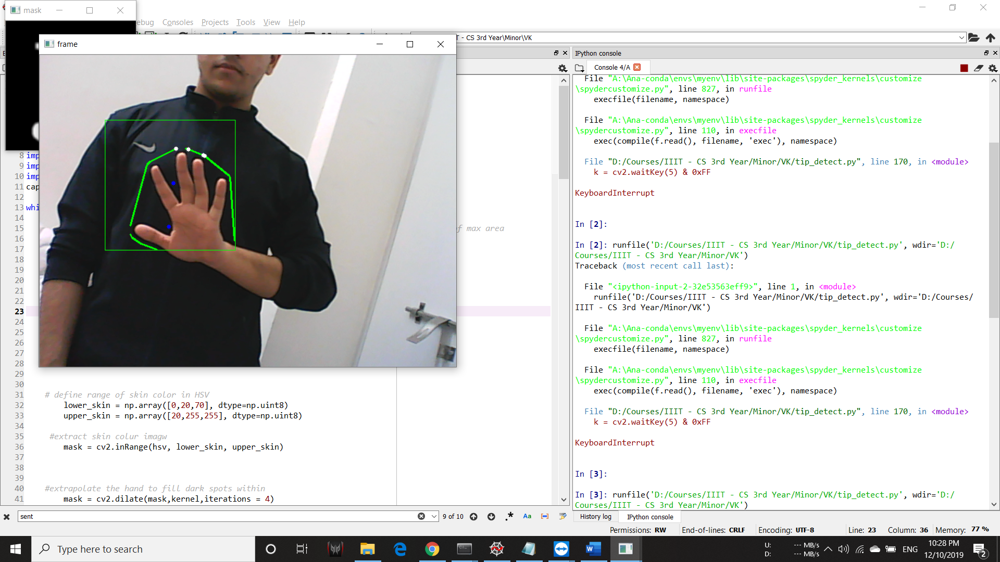 mask
ebug Consoles Projects Tools View Help
frame
T - CS 3rd Year\Minor\VK
IPython console
Console 4/A
File "A:\Ana-conda\envs\myenv\lib\site-packages\spyder_kernels\customize
\spydercustomize.py", line 827, in runfile
execfile(filename, namespace)
File "A:\Ana-conda\envs\myenv\lib\site-packages\spyder_kernels\customize
\spydercustomize.py", line 110, in execfile
exec(compile(f.read(), filename, 'exec'), namespace)
File "D:/Courses/IIIT - CS 3rd Year/Minor/VK/tip_detect.py", line 170, in <module>
k = cv2.waitKey(5) & 0xFF
KeyboardInterrupt
In [2]:
In [2]: runfile('D:/Courses/IIIT - CS 3rd Year/Minor/VK/tip_detect.py', wdir='D:/
Courses/IIIT - CS 3rd Year/Minor/VK')
Traceback (most recent call last):
File "<ipython-input-2-32e53563eff9>", line 1, in <module>
runfile('D:/Courses/IIIT - CS 3rd Year/Minor/VK/tip_detect.py', wdir='D:/Courses/
IIIT - CS 3rd Year/Minor/VK')
File "A:\Ana-conda\envs\myenv\lib\site-packages\spyder_kernels\customize
\spydercustomize.py", line 827, in runfile
execfile(filename, namespace)
File "A:\Ana-conda\envs\myenv\lib\site-packages\spyder_kernels\customize
\spydercustomize.py", line 110, in execfile
exec(compile(f.read(), filename, 'exec'), namespace)
File "D:/Courses/IIIT - CS 3rd Year/Minor/VK/tip_detect.py", line 170, in <module>
k = cv2.waitKey(5) & 0xFF
KeyboardInterrupt
In [3]:
In [3]: runfile('D:/Courses/IIIT - CS 3rd Year/Minor/VK/tip_detect.py', wdir='D:/
Courses/IIIT - CS 3rd Year/Minor/VK')
8 imp
9 imp
10 imp
11 cap
12
13 whi
14
15 of max area
16
17
18
19
20
21
22
23
24
25
26
27
28
29
30
31 # define range of skin color in HSV
32 lower_skin = np.array([0,20,70], dtype=np.uint8)
33 upper_skin = np.array([20,255,255], dtype=np.uint8)
34
35 #extract skin colur imagw
36 mask = cv2.inRange(hsv, lower_skin, upper_skin)
37
38
39
40 #extrapolate the hand to fill dark spots within
41 mask = cv2.dilate(mask,kernel,iterations = 4)
sent
9 of 10
.* Aa
History log IPython console
Permissions: RW End-of-lines: CRLF Encoding: UTF-8 Line: 23 Column: 36 Memory: 77 %
Type here to search
U: --- MB/s
D: --- MB/s
ENG
10:28 PM
12/10/2019
2